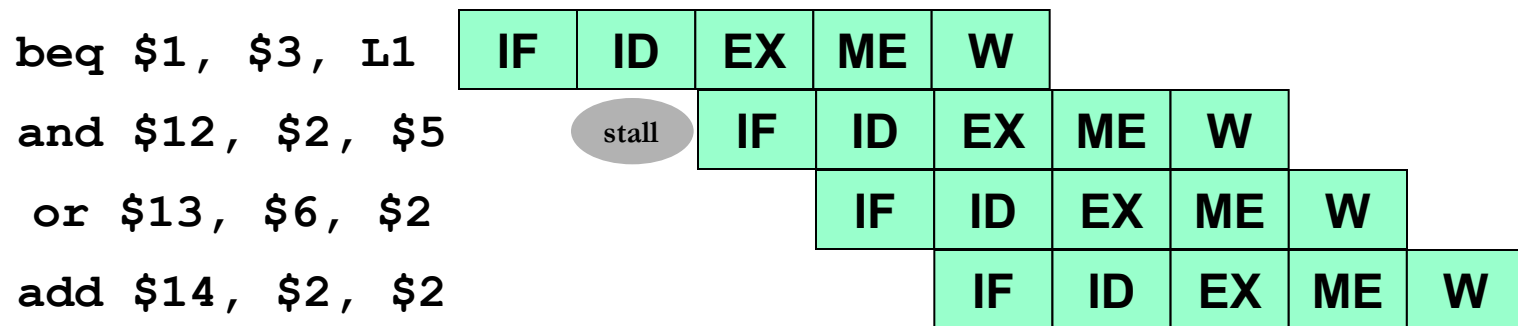 beq $1, $3, L1 IF ID EX ME W
and $12, $2, $5 stall IF ID EX ME W
or $13, $6, $2 IF ID EX ME W
add $14, $2, $2 IF ID EX ME W